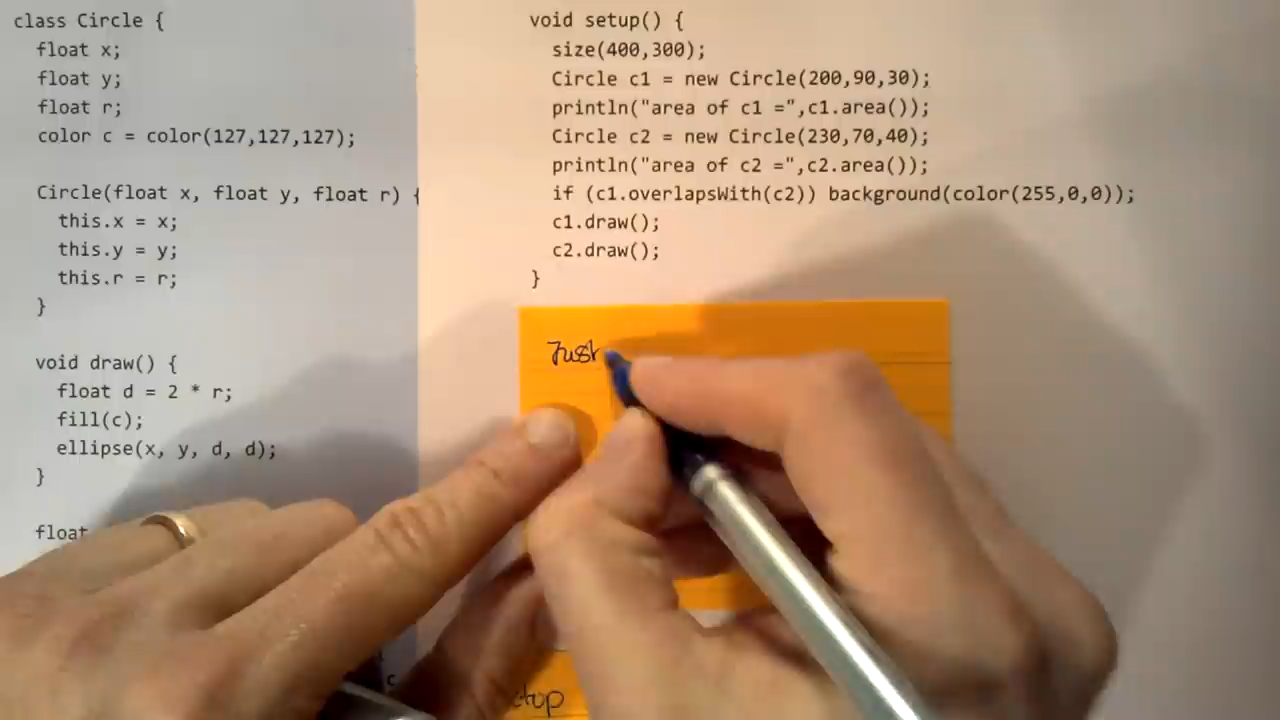 class Circle {
float x;
float y;
float r;
color c = color(127,127,127);
Circle(float x, float y, float r) {
this.x = x;
this.y = y;
this.r = r;
}
void draw() {
float d = 2 * r;
fill(c);
ellipse(x, y, d, d);
}
float
void setup() {
size(400,300);
Circle c1 = new Circle(200,90,30);
println("area of c1 =",c1.area());
Circle c2 = new Circle(230,70,40);
println("area of c2 =",c2.area());
if (c1.overlapsWith(c2)) background(color(255,0,0));
c1.draw();
c2.draw();
}
Just